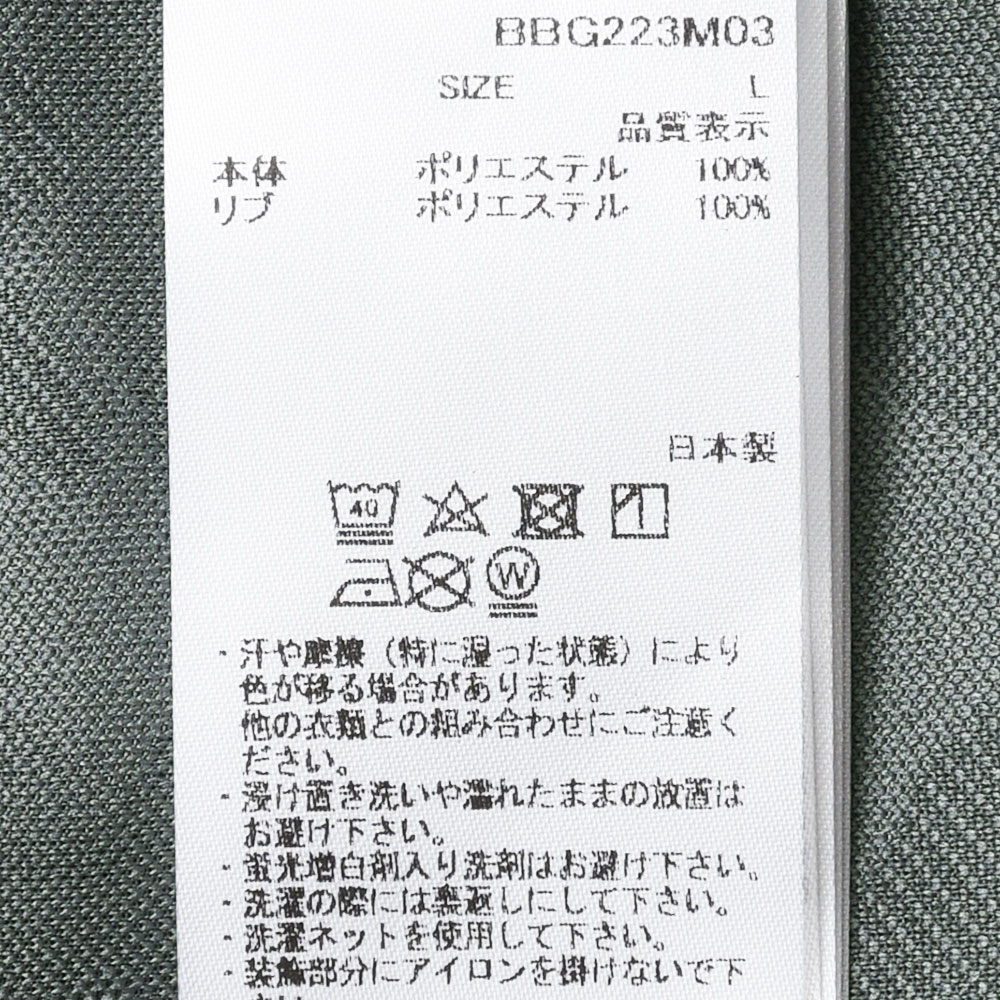 BBG223M03
SIZE L
品質表示
本体 ポリエステル 100%
リブ ポリエステル 100%
日本製
40
W
・汗や摩擦（特に湿った状態）により
色が移る場合があります。
他の衣類との組み合わせにご注意く
ださい。
・浸け置き洗いや濡れたままの放置は
お避け下さい。
・蛍光増白剤入り洗剤はお避け下さい。
・洗濯の際には裏返しにして下さい。
・洗濯ネットを使用して下さい。
・装飾部分にアイロンを掛けないで下
さい